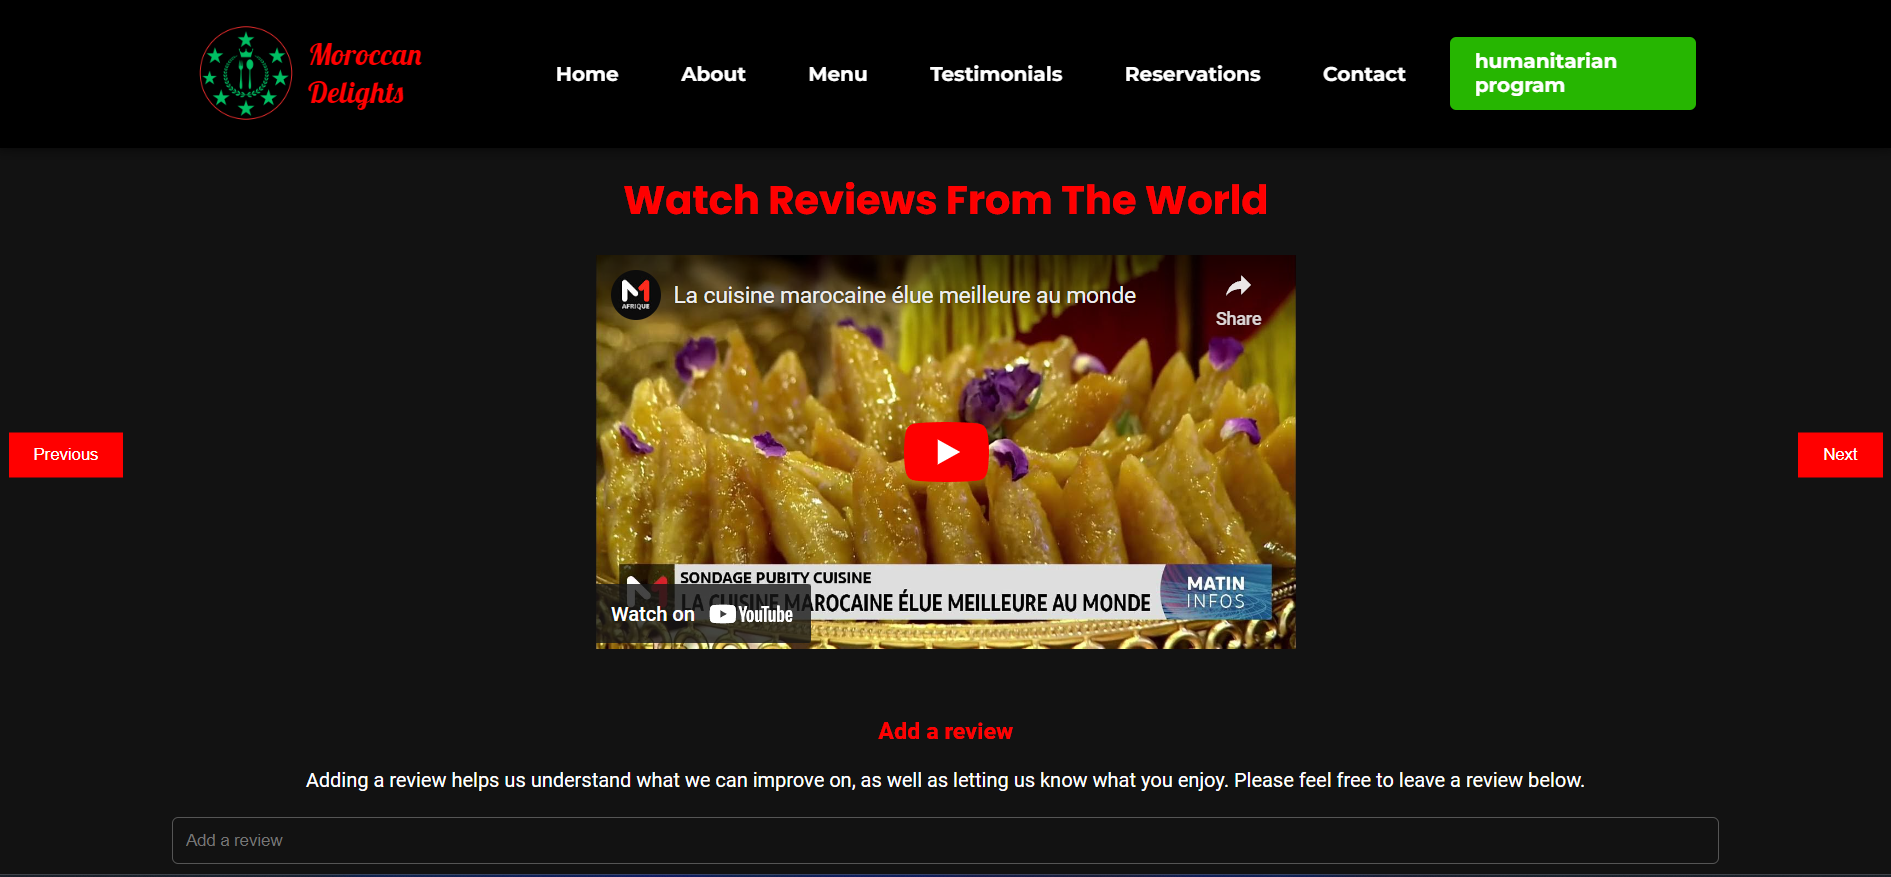 Moroccan
Delights
Home
About
Menu
Testimonials
Reservations
Contact
humanitarian
program
Watch Reviews From The World
M1
AFRIQUE
La cuisine marocaine élue meilleure au monde
Share
Previous
Next
SONDAGE PUBITY CUISINE
LA CUISINE MAROCAINE ÉLUE MEILLEURE AU MONDE
MATIN
INFOS
Watch on YouTube
Add a review
Adding a review helps us understand what we can improve on, as well as letting us know what you enjoy. Please feel free to leave a review below.
Add a review